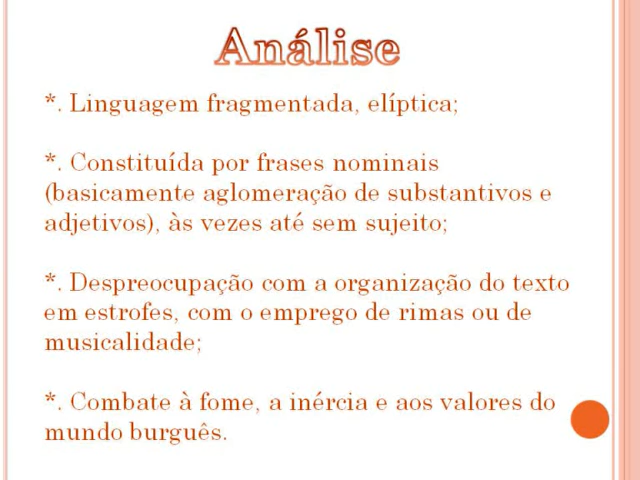 Análise
*. Linguagem fragmentada, elíptica;
*. Constituída por frases nominais
(basicamente aglomeração de substantivos e
adjetivos), às vezes até sem sujeito;
*. Despreocupação com a organização do texto
em estrofes, com o emprego de rimas ou de
musicalidade;
*. Combate à fome, a inércia e aos valores do
mundo burguês.